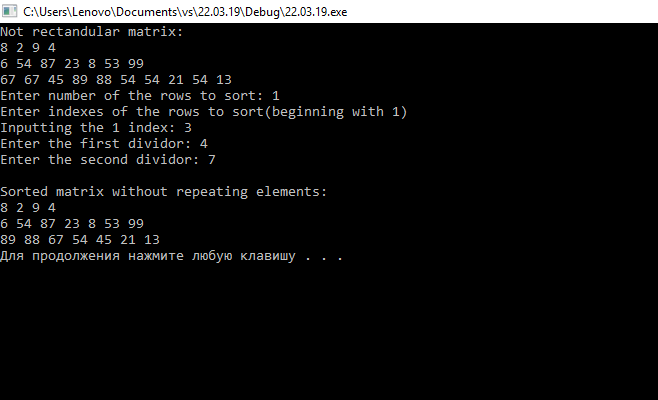 C:\Users\Lenovo\Documents\vs\22.03.19\Debug\22.03.19.exe
Not rectandular matrix:
8 2 9 4
6 54 87 23 8 53 99
67 67 45 89 88 54 54 21 54 13
Enter number of the rows to sort: 1
Enter indexes of the rows to sort(beginning with 1)
Inputting the 1 index: 3
Enter the first dividor: 4
Enter the second dividor: 7
Sorted matrix without repeating elements:
8 2 9 4
6 54 87 23 8 53 99
89 88 67 54 45 21 13
Для продолжения нажмите любую клавишу . . .